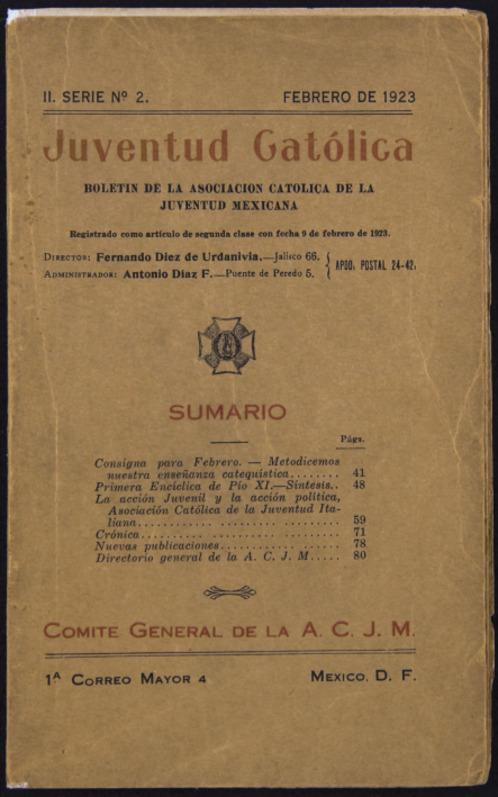 II. SERIE Nº 2. FEBRERO DE 1923
Juventud Católica
BOLETIN DE LA ASOCIACION CATOLICA DE LA
JUVENTUD MEXICANA
Registrado como artículo de segunda clase con fecha 9 de febrero de 1923.
DIRECTOR: Fernando Diez de Urdanivia.—Jalisco 66.
ADMINISTRADOR: Antonio Diaz F.—Puente de Peredo 5.
APDO. POSTAL 24-42.
SUMARIO
Págs.
Consigna para Febrero. — Metodicemos
nuestra enseñanza catequística........ 41
Primera Encíclica de Pío XI.—Síntesis.. 48
La acción Juvenil y la acción política,
Asociación Católica de la Juventud Ita-
liana............ .......... ......... 59
Crónica............ .......... ......... 71
Nuevas publicaciones............ ...... 78
Directorio general de la A. C. J. M..... 80
COMITE GENERAL DE LA A. C. J. M.
1ª CORREO MAYOR 4 MEXICO, D. F.